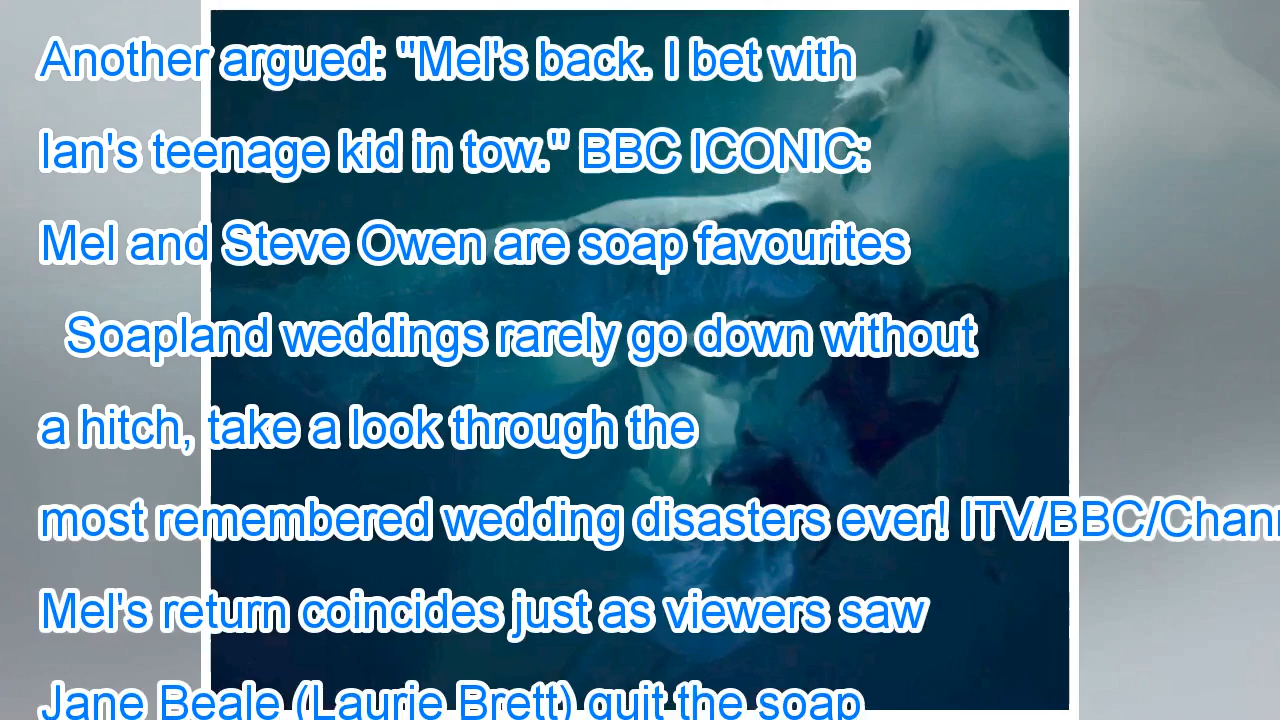 Another argued: "Mel's back. I bet with
Ian's teenage kid in tow." BBC ICONIC:
Mel and Steve Owen are soap favourites
Soapland weddings rarely go down without
a hitch, take a look through the
most remembered wedding disasters ever! ITV/BBC/Chann
Mel's return coincides just as viewers saw
Jane Beale (Laurie Brett) quit the soap